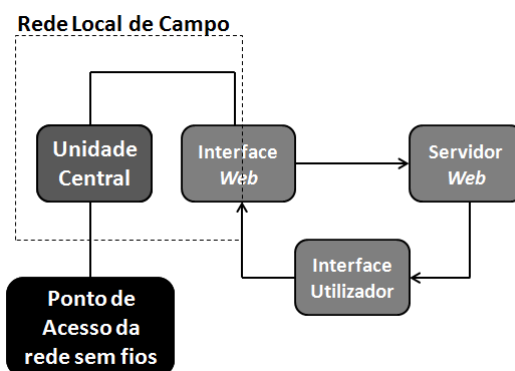 Rede Local de Campo
Unidade
Central
Interface
Web
Servidor
Web
Interface
Utilizador
Ponto de
Acesso da
rede sem fios